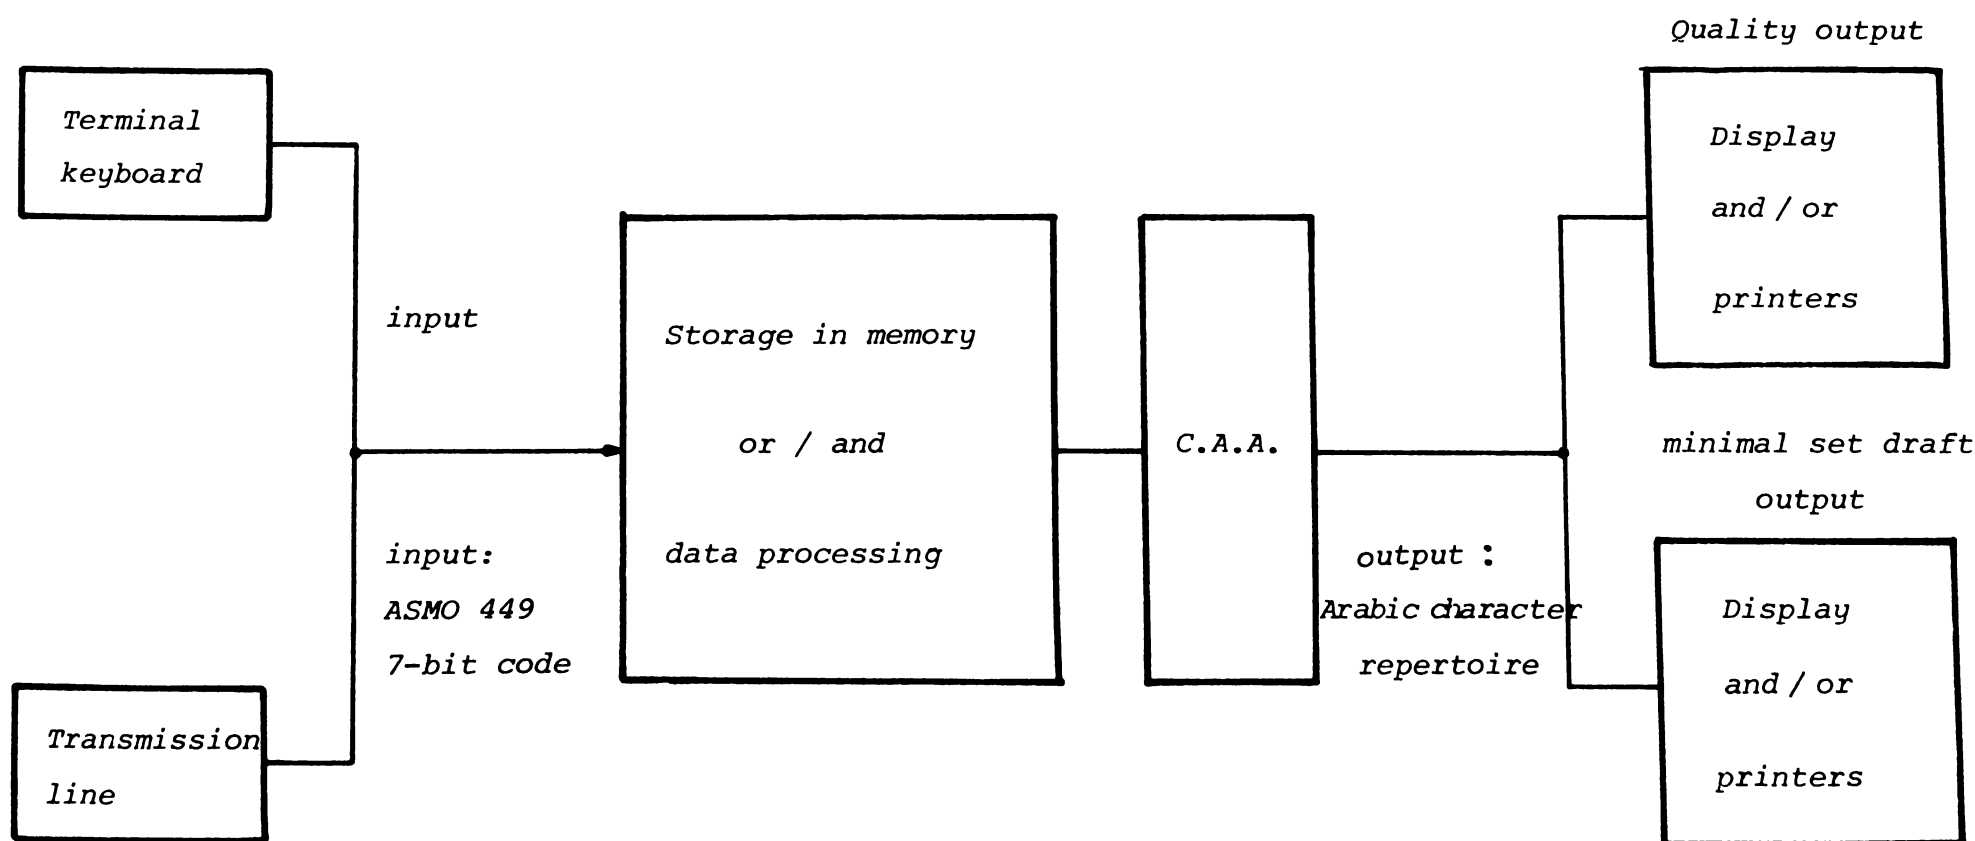 Quality output
Terminal
keyboard
Display
and / or
printers
input
Storage in memory
or / and
data processing
C.A.A.
input:
ASMO 449
7-bit code
output :
Arabic character
repertoire
minimal set draft
output
Display
and / or
printers
Transmission
line